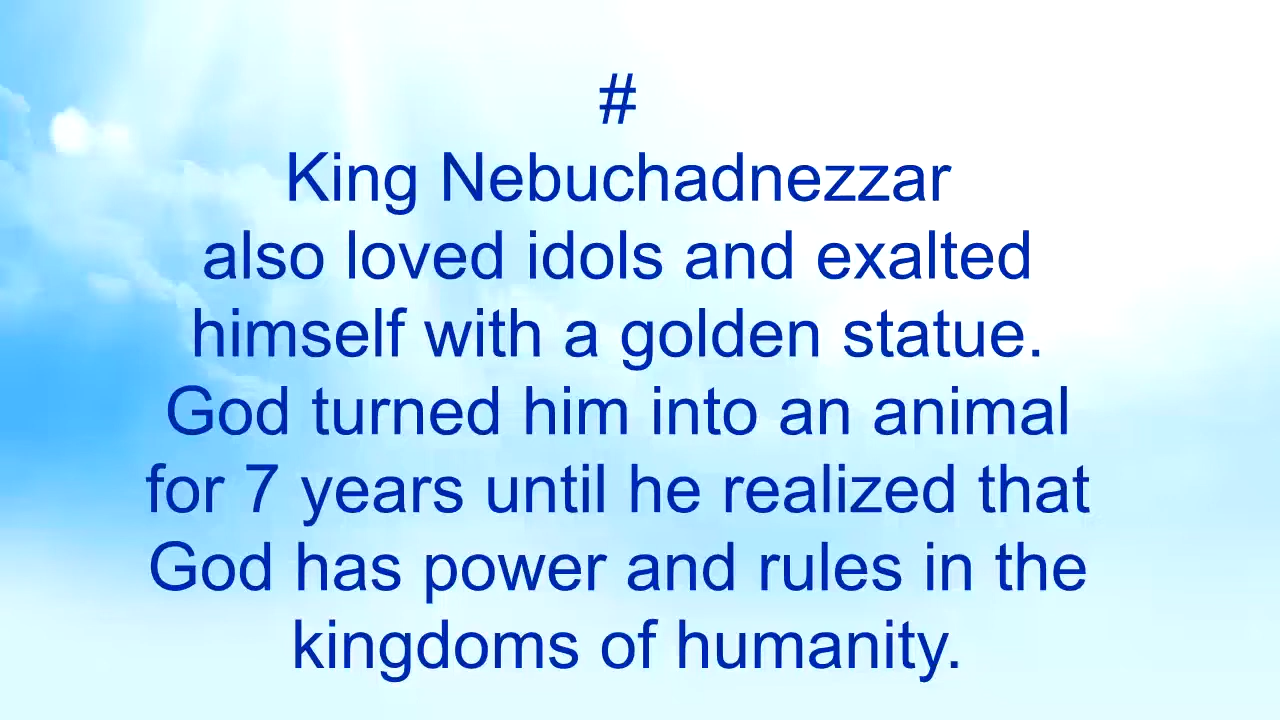 #
King Nebuchadnezzar
also loved idols and exalted
himself with a golden statue.
God turned him into an animal
for 7 years until he realized that
God has power and rules in the
kingdoms of humanity.